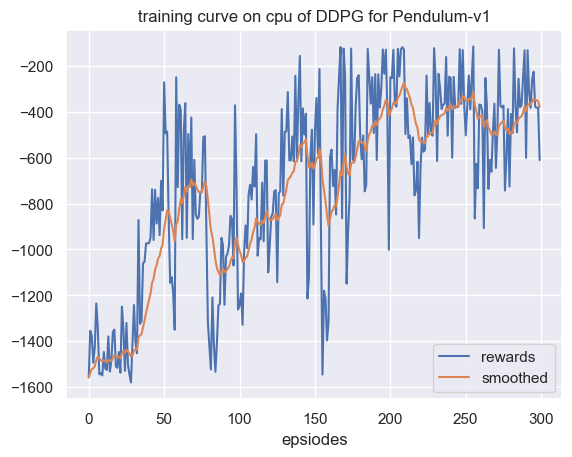 training curve on cpu of DDPG for Pendulum-v1
−200
−400
−600
−800
−1000
−1200
−1400
−1600
rewards
smoothed
0 50 100 150 200 250 300
epsiodes